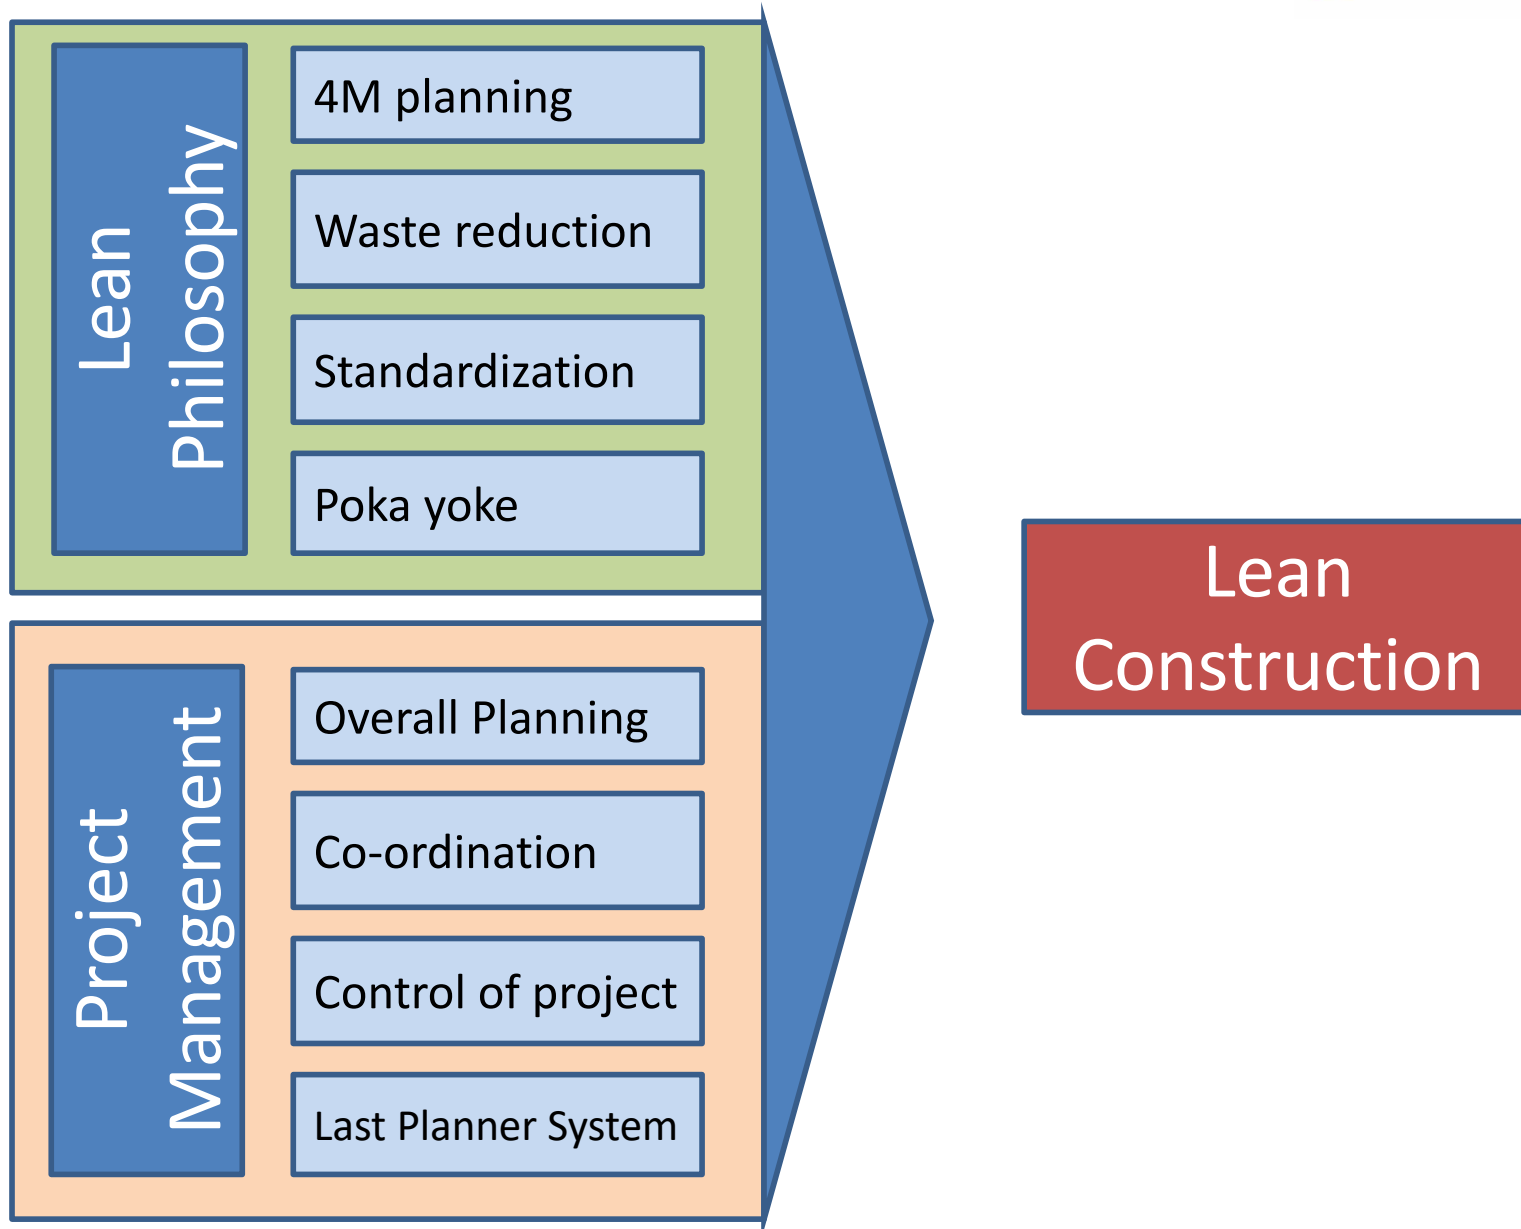 Lean
Philosophy
4M planning
Waste reduction
Standardization
Poka yoke
Project
Management
Overall Planning
Co-ordination
Control of project
Last Planner System
Lean
Construction